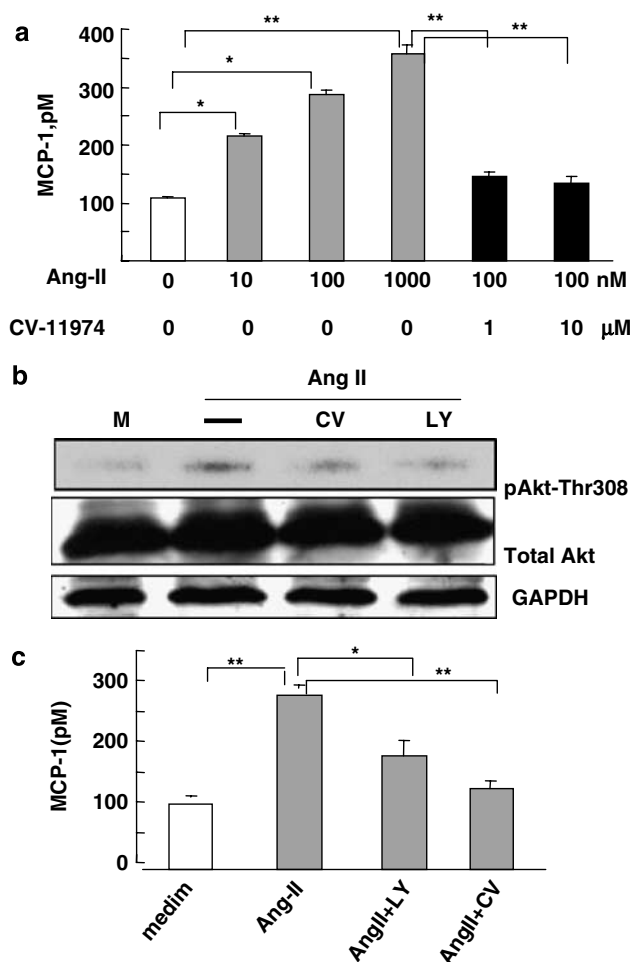 a
** ** **
*
*
400
300
200
100
MCP-1,pM
Ang-II 0 10 100 1000 100 100 nM
CV-11974 0 0 0 0 1 10 μM
b
Ang II
M — CV LY
pAkt-Thr308
Total Akt
GAPDH
c
** * **
300
200
100
0
MCP-1(pM)
medim Ang-II AngII+LY AngII+CV